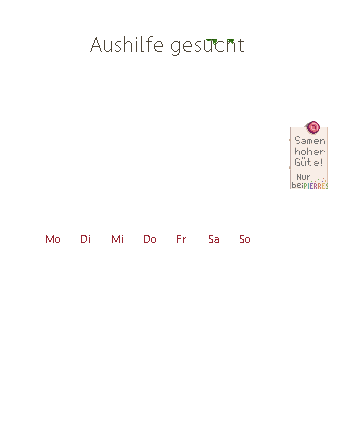 Aushilfe gesucht
Samen
hoher
Güte!
Nur
bei PIERRES
Mo Di Mi Do Fr Sa So